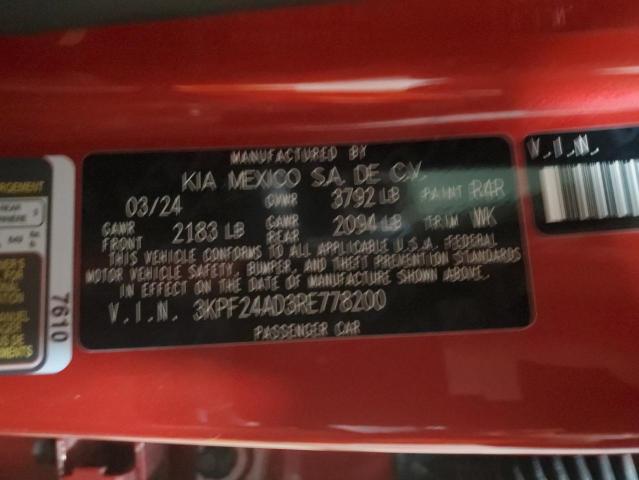 MANUFACTURED BY
KIA MEXICO S.A. DE C.V.
03/24 GVWR 3792 LB PAINT R4R
GAWR FRONT 2183 LB GAWR REAR 2094 LB TRIM WK
THIS VEHICLE CONFORMS TO ALL APPLICABLE U.S.A. FEDERAL
MOTOR VEHICLE SAFETY, BUMPER, AND THEFT PREVENTION STANDARDS
IN EFFECT ON THE DATE OF MANUFACTURE SHOWN ABOVE.
V.I.N. 3KPF24AD3RE778200
PASSENGER CAR
V.I.N.
7610